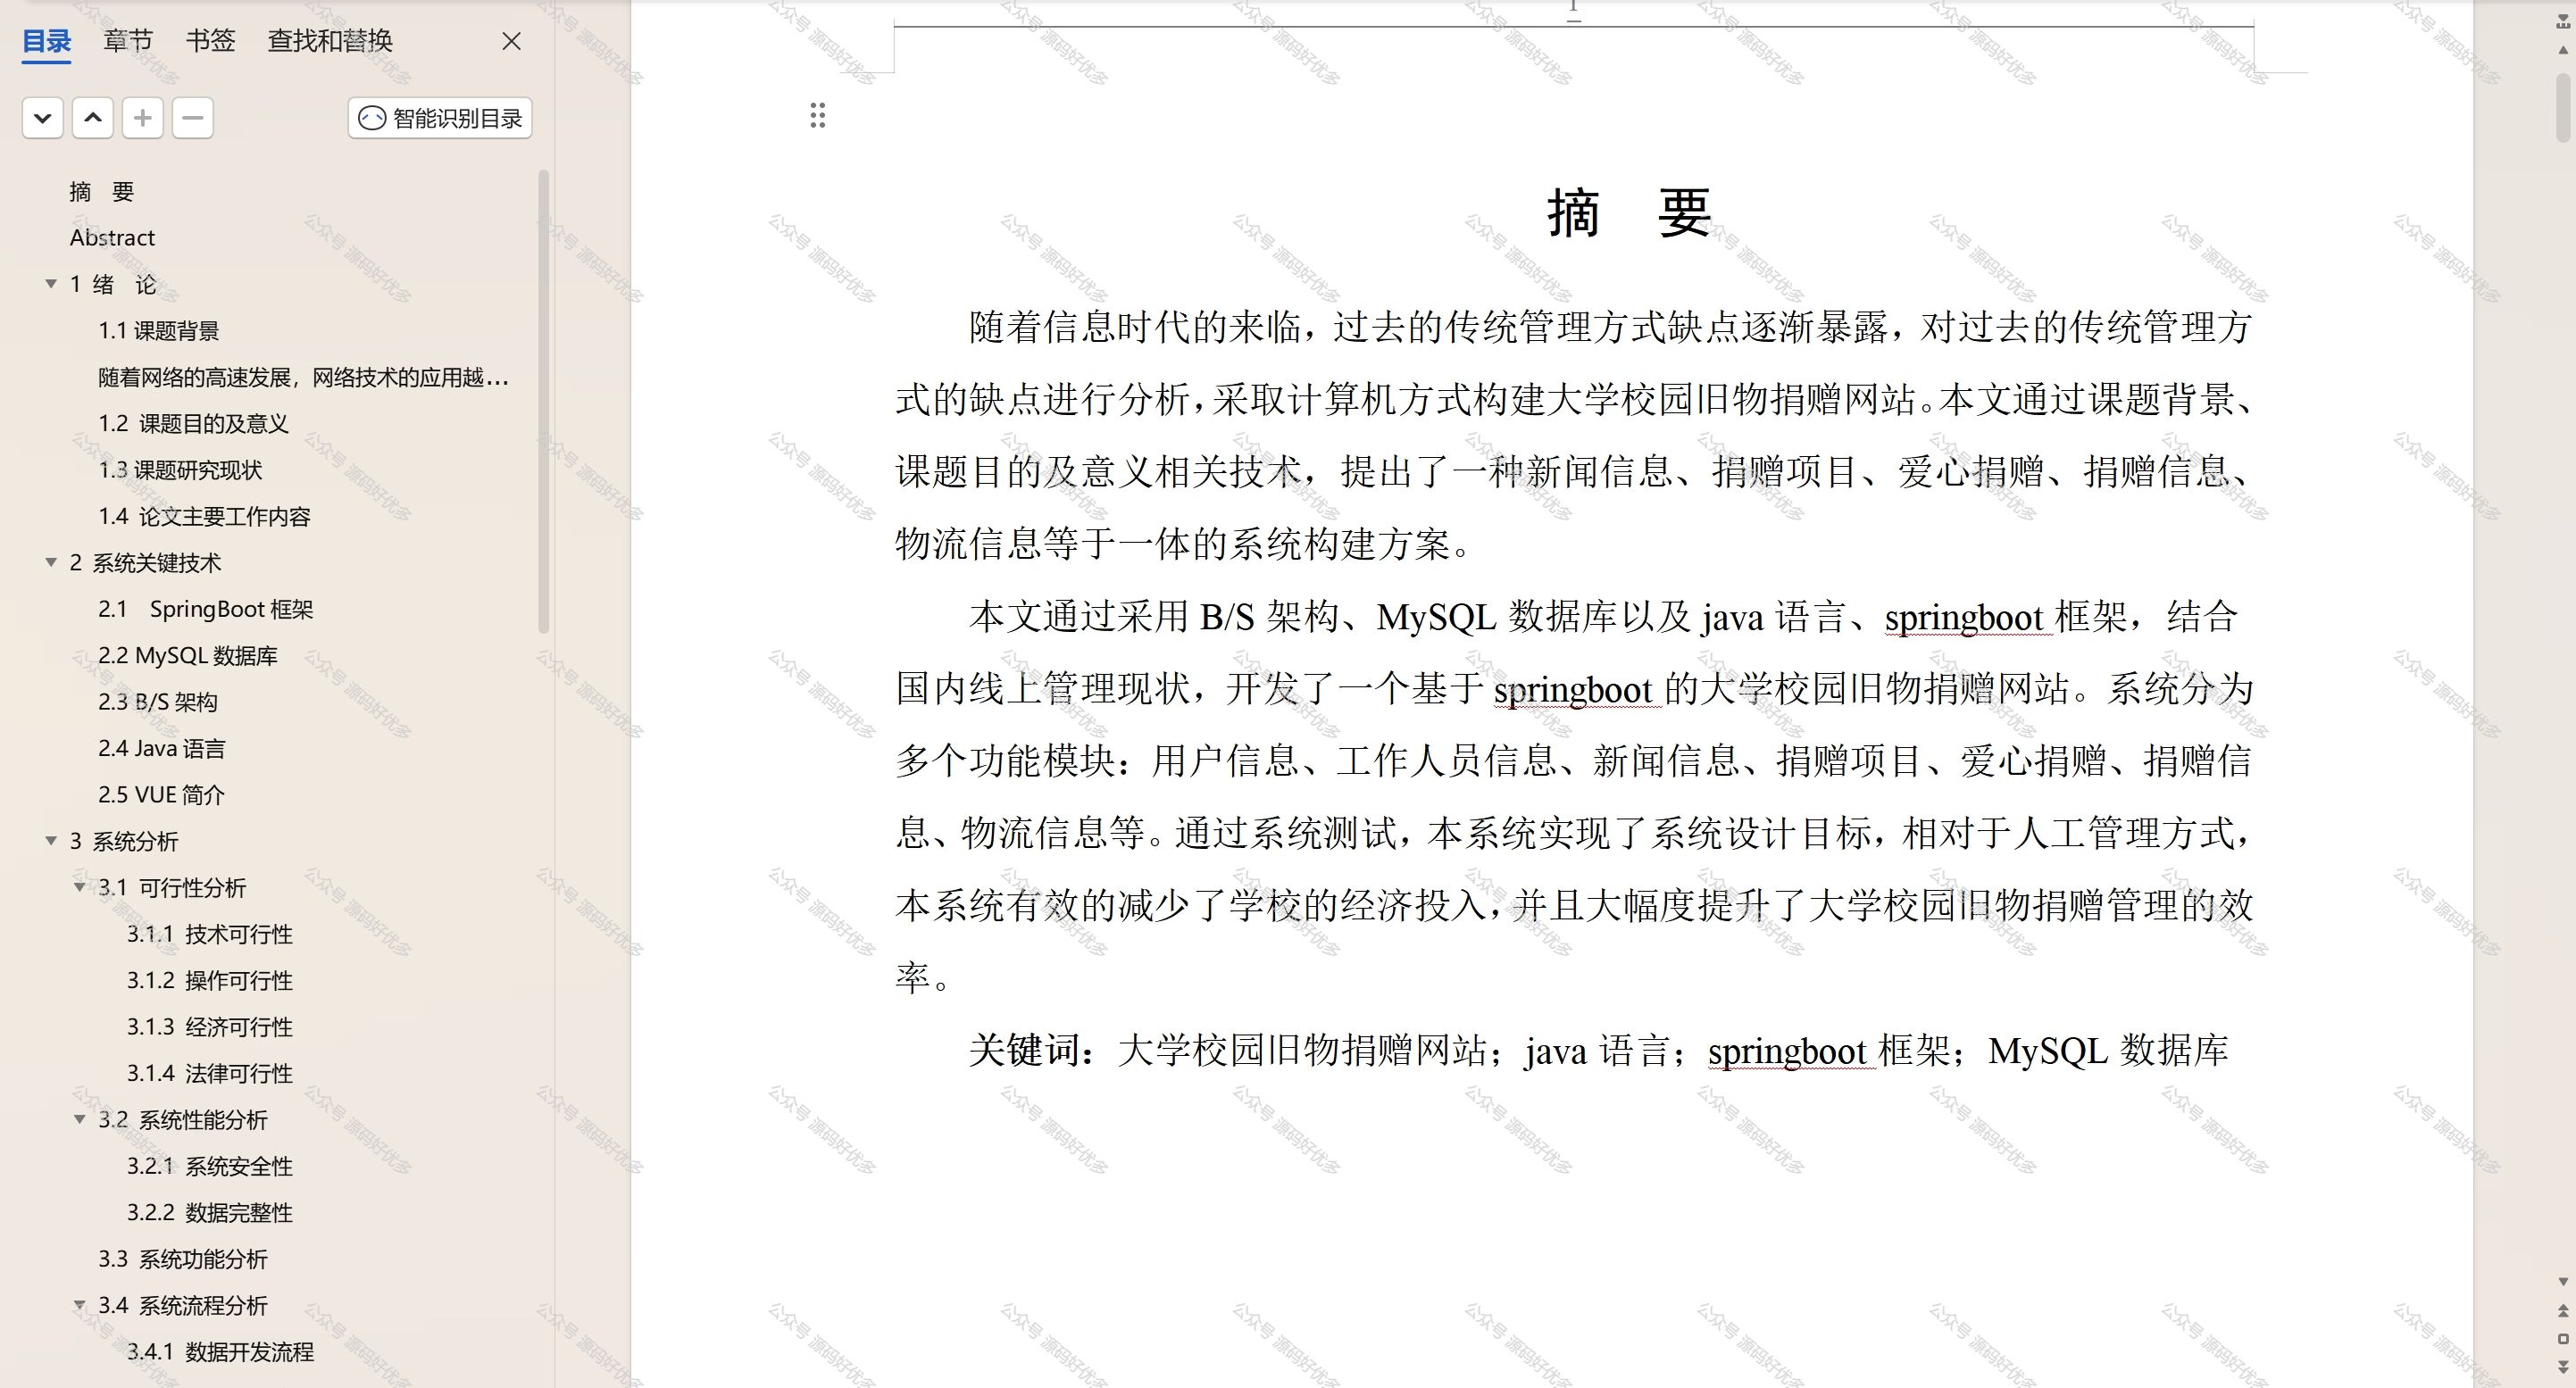 目录 章节 书签 查找和替换
智能识别目录
摘 要
Abstract
1 绪 论
1.1 课题背景
随着网络的高速发展，网络技术的应用越...
1.2 课题目的及意义
1.3 课题研究现状
1.4 论文主要工作内容
2 系统关键技术
2.1 SpringBoot 框架
2.2 MySQL 数据库
2.3 B/S 架构
2.4 Java 语言
2.5 VUE 简介
3 系统分析
3.1 可行性分析
3.1.1 技术可行性
3.1.2 操作可行性
3.1.3 经济可行性
3.1.4 法律可行性
3.2 系统性能分析
3.2.1 系统安全性
3.2.2 数据完整性
3.3 系统功能分析
3.4 系统流程分析
3.4.1 数据开发流程
摘 要
随着信息时代的来临，过去的传统管理方式缺点逐渐暴露，对过去的传统管理方
式的缺点进行分析，采取计算机方式构建大学校园旧物捐赠网站。本文通过课题背景、
课题目的及意义相关技术，提出了一种新闻信息、捐赠项目、爱心捐赠、捐赠信息、
物流信息等于一体的系统构建方案。
本文通过采用 B/S 架构、MySQL 数据库以及 java 语言、springboot 框架，结合
国内线上管理现状，开发了一个基于 springboot 的大学校园旧物捐赠网站。系统分为
多个功能模块：用户信息、工作人员信息、新闻信息、捐赠项目、爱心捐赠、捐赠信
息、物流信息等。通过系统测试，本系统实现了系统设计目标，相对于人工管理方式，
本系统有效的减少了学校的经济投入，并且大幅度提升了大学校园旧物捐赠管理的效
率。
关键词：大学校园旧物捐赠网站；java 语言；springboot 框架；MySQL 数据库
公众号 源码好优多